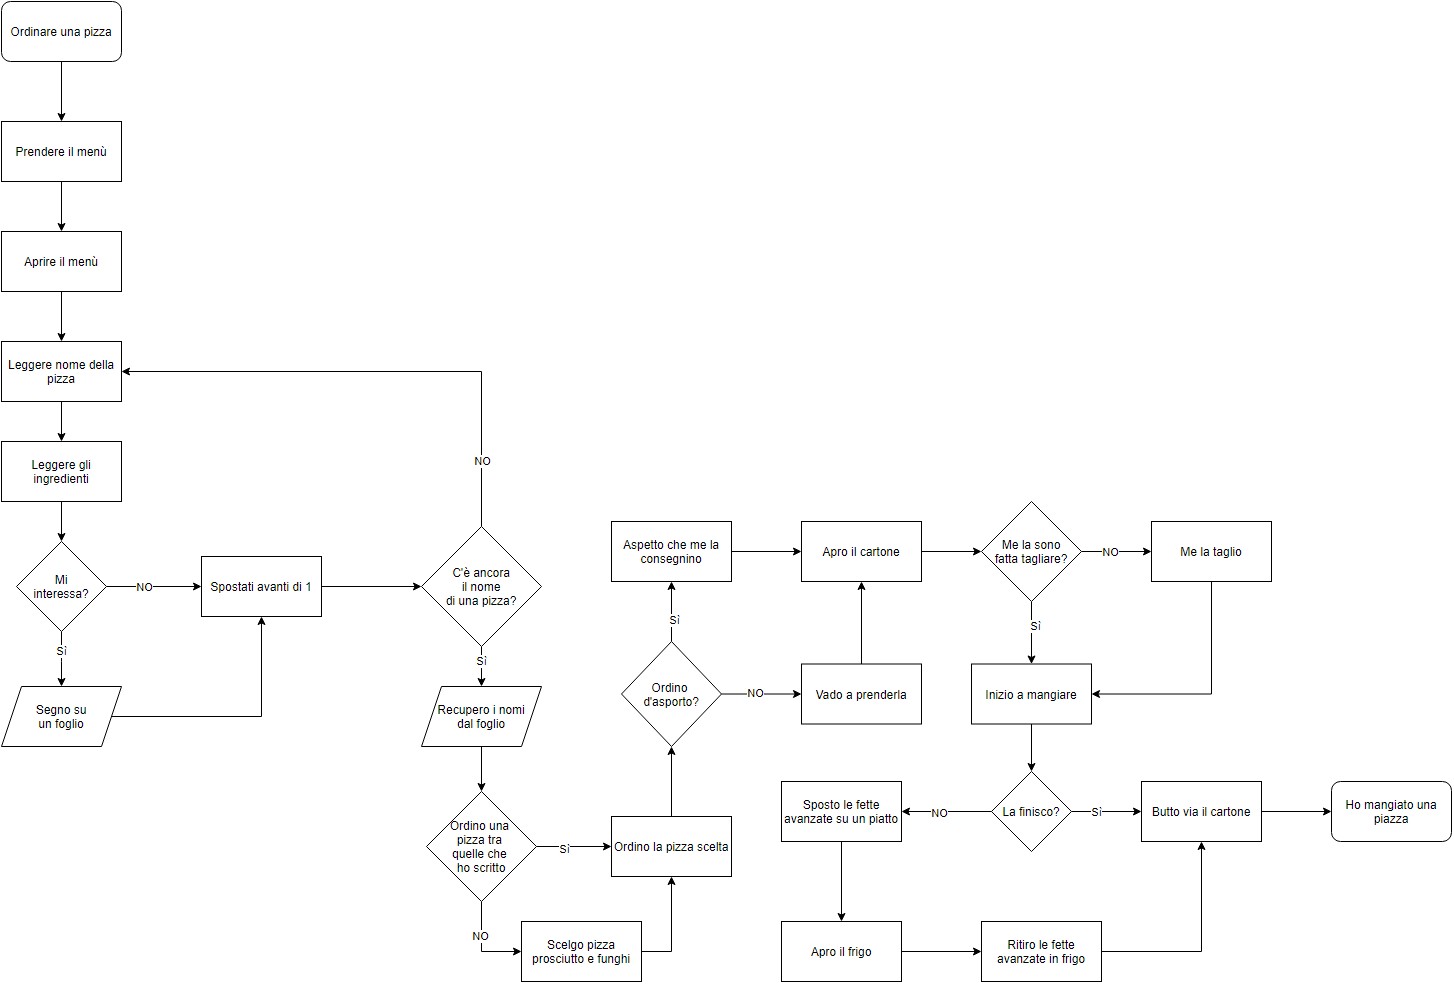 Ordinare una pizza
Prendere il menù
Aprire il menù
Leggere nome della
pizza
Leggere gli
ingredienti
Mi
interessa?
NO
Sì
Segno su
un foglio
Spostati avanti di 1
C'è ancora
il nome
di una pizza?
NO
Sì
Recupero i nomi
dal foglio
Ordino una
pizza tra
quelle che
ho scritto
Sì
NO
Scelgo pizza
prosciutto e funghi
Ordino la pizza scelta
Ordino
d'asporto?
Sì
NO
Aspetto che me la
consegnino
Vado a prenderla
Apro il cartone
Me la sono
fatta tagliare?
NO
Sì
Me la taglio
Inizio a mangiare
La finisco?
NO
Sì
Sposto le fette
avanzate su un piatto
Apro il frigo
Ritiro le fette
avanzate in frigo
Butto via il cartone
Ho mangiato una
piazza